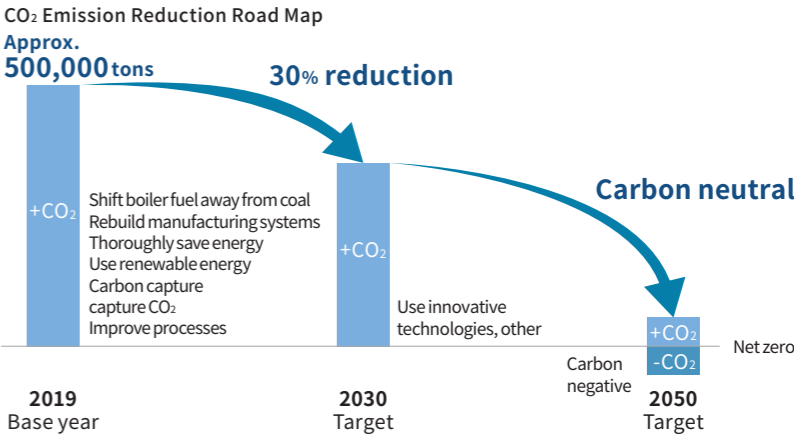 CO₂ Emission Reduction Road Map
Approx.
500,000 tons
30% reduction
Carbon neutral
+CO₂
Shift boiler fuel away from coal
Rebuild manufacturing systems
Thoroughly save energy
Use renewable energy
Carbon capture
capture CO₂
Improve processes
+CO₂
Use innovative
technologies, other
+CO₂
-CO₂
Net zero
Carbon
negative
2019
Base year
2030
Target
2050
Target